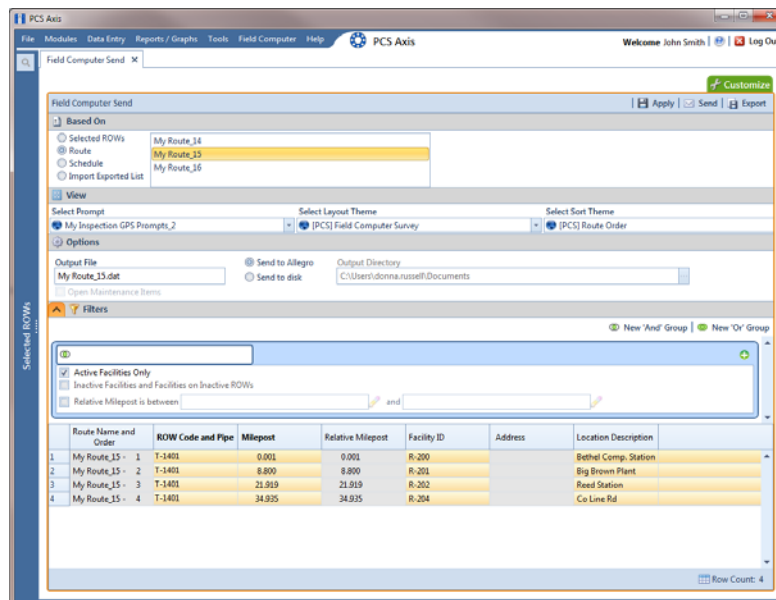 PCS Axis
File Modules Data Entry Reports / Graphs Tools Field Computer Help PCS Axis Welcome John Smith Log Ou
Field Computer Send
Customize
Field Computer Send Apply Send Export
Based On
Selected ROWs
Route
Schedule
Import Exported List
My Route_14
My Route_15
My Route_16
View
Select Prompt Select Layout Theme Select Sort Theme
My Inspection GPS Prompts_2 [PCS] Field Computer Survey [PCS] Route Order
Options
Output File Send to Allegro Output Directory
My Route_15.dat Send to disk C:\Users\donna.russell\Documents
Open Maintenance Items
Filters
Selected ROWs
New 'And' Group New 'Or' Group
Active Facilities Only
Inactive Facilities and Facilities on Inactive ROWs
Relative Milepost is between and
Route Name and Order ROW Code and Pipe Milepost Relative Milepost Facility ID Address Location Description
1 My Route_15 - 1 T-1401 0.001 0.001 R-200 Bethel Comp. Station
2 My Route_15 - 2 T-1401 8.800 8.800 R-201 Big Brown Plant
3 My Route_15 - 3 T-1401 21.919 21.919 R-202 Reed Station
4 My Route_15 - 4 T-1401 34.935 34.935 R-204 Co Line Rd
Row Count: 4